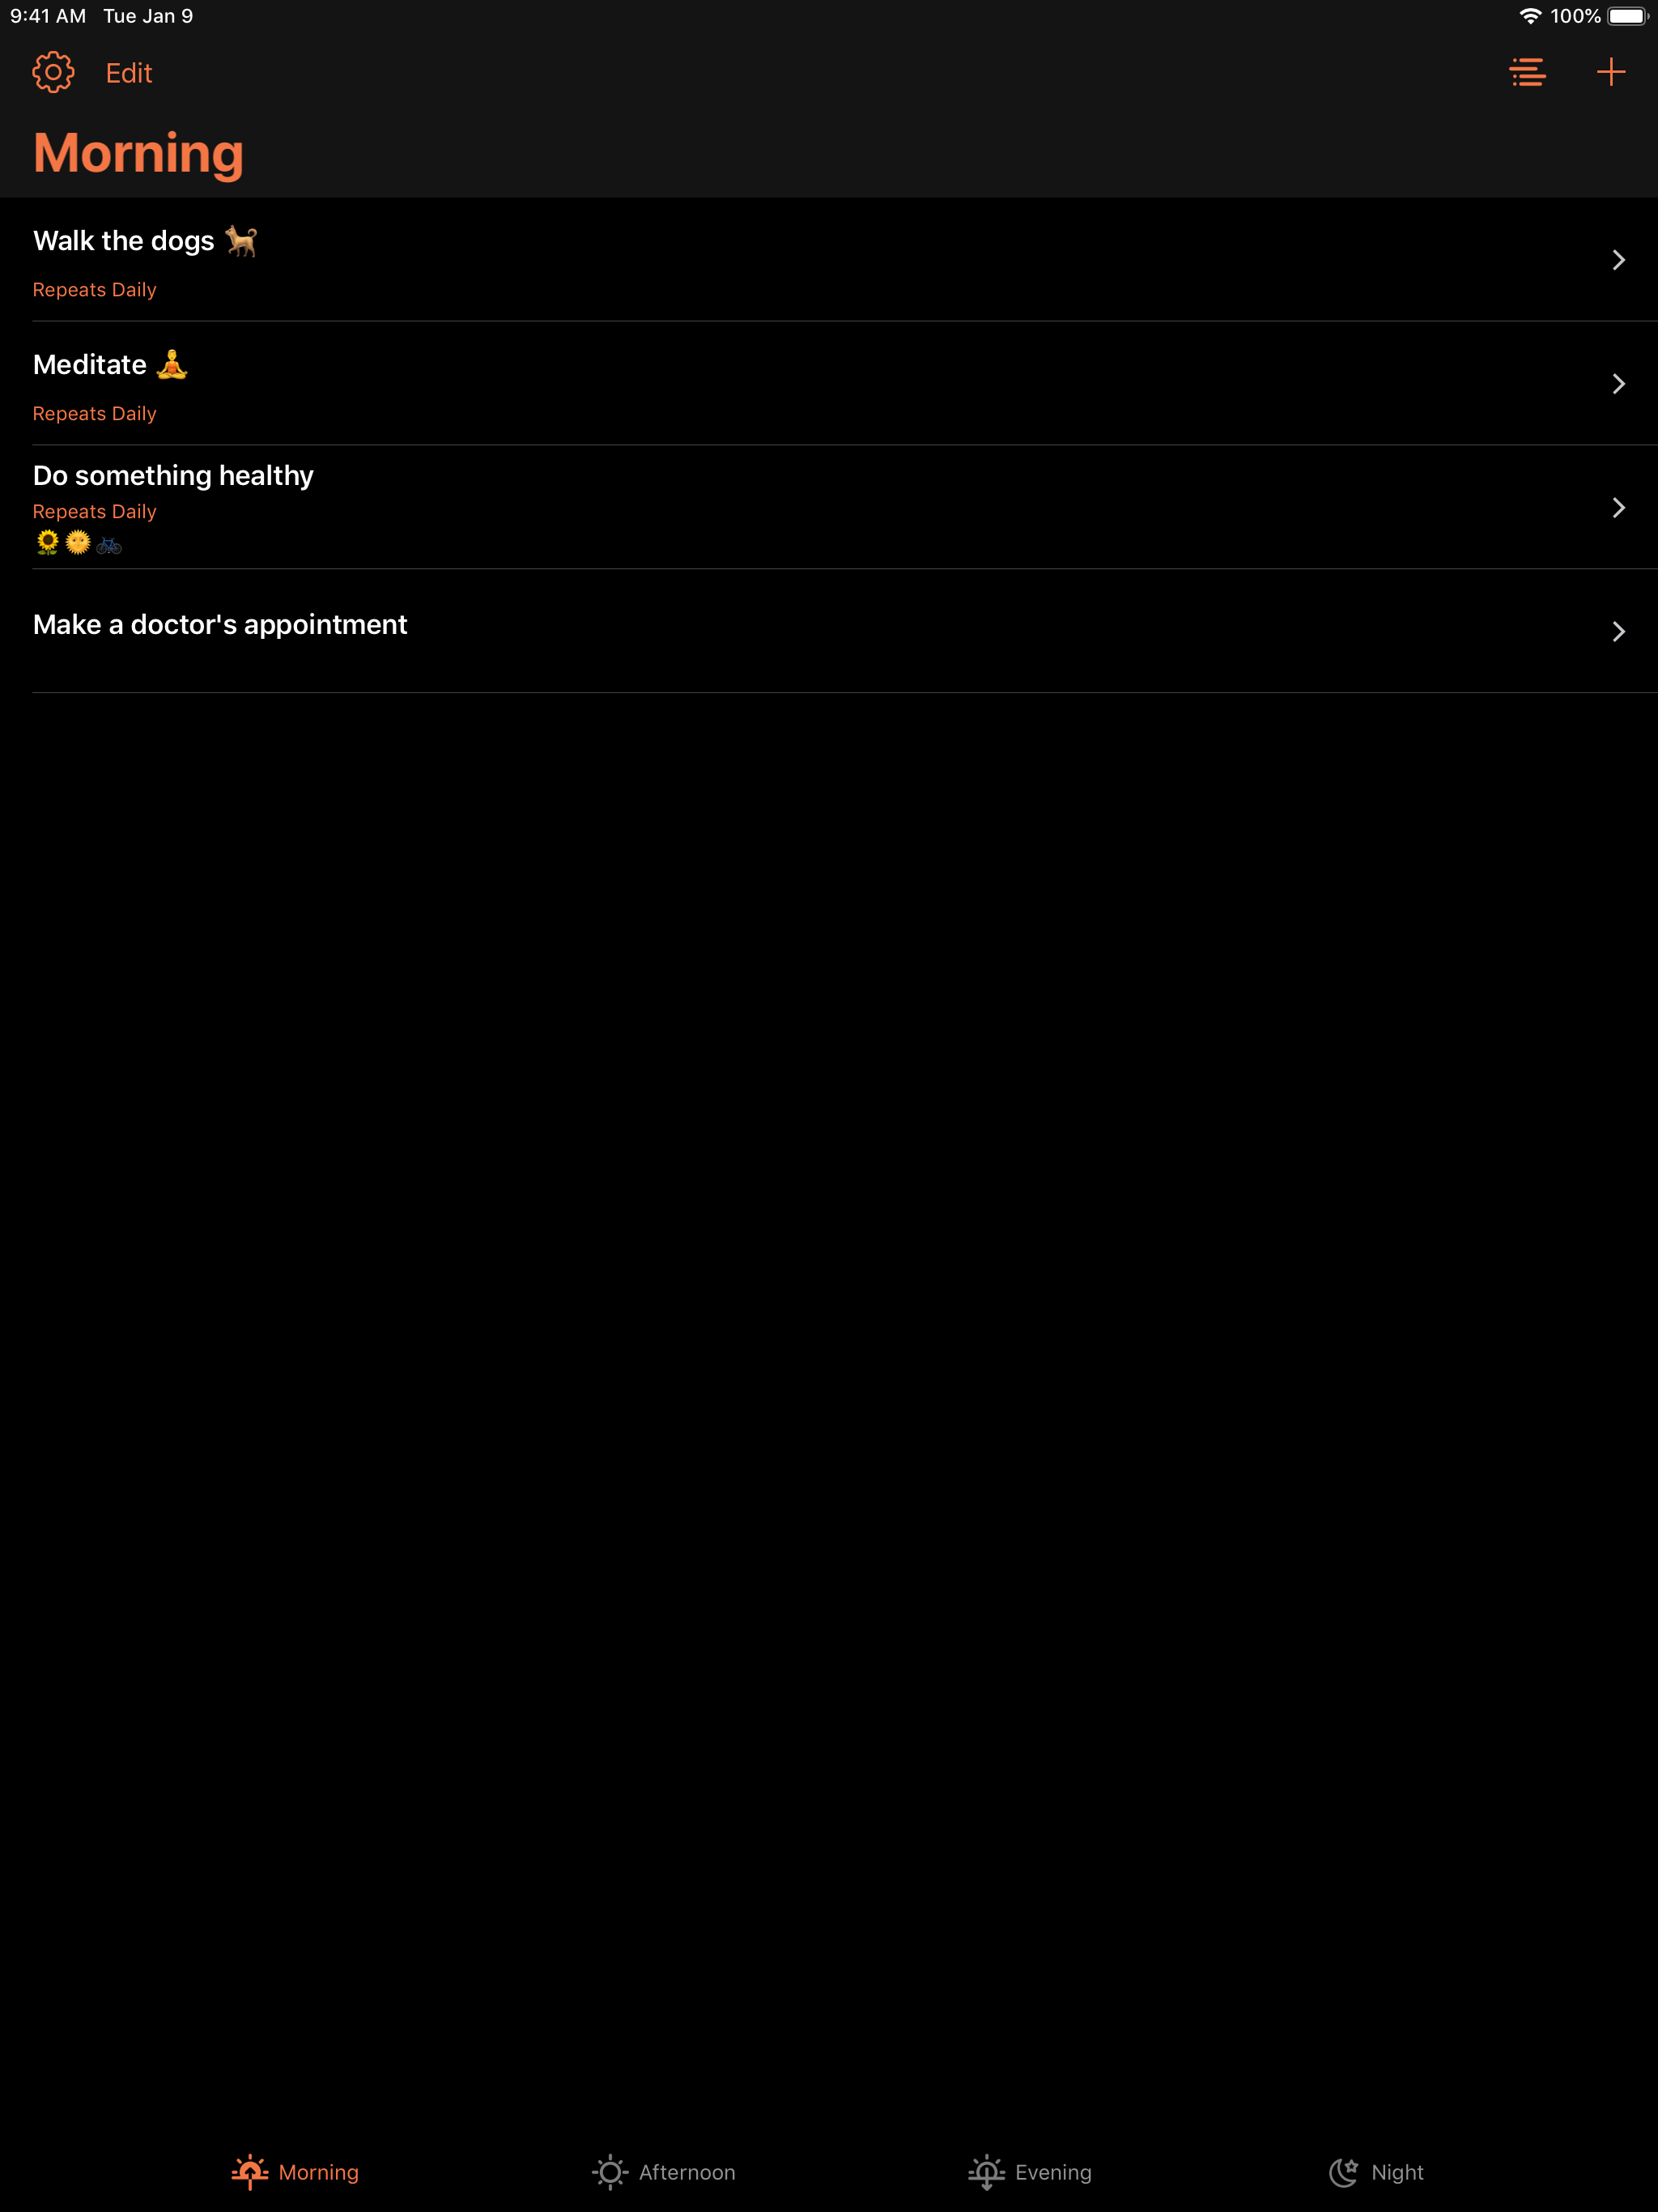 9:41 AM Tue Jan 9 100%
Edit
Morning
Walk the dogs 🐕
Repeats Daily
Meditate 🧘
Repeats Daily
Do something healthy
Repeats Daily
🌻🌞🚲
Make a doctor's appointment
Morning Afternoon Evening Night